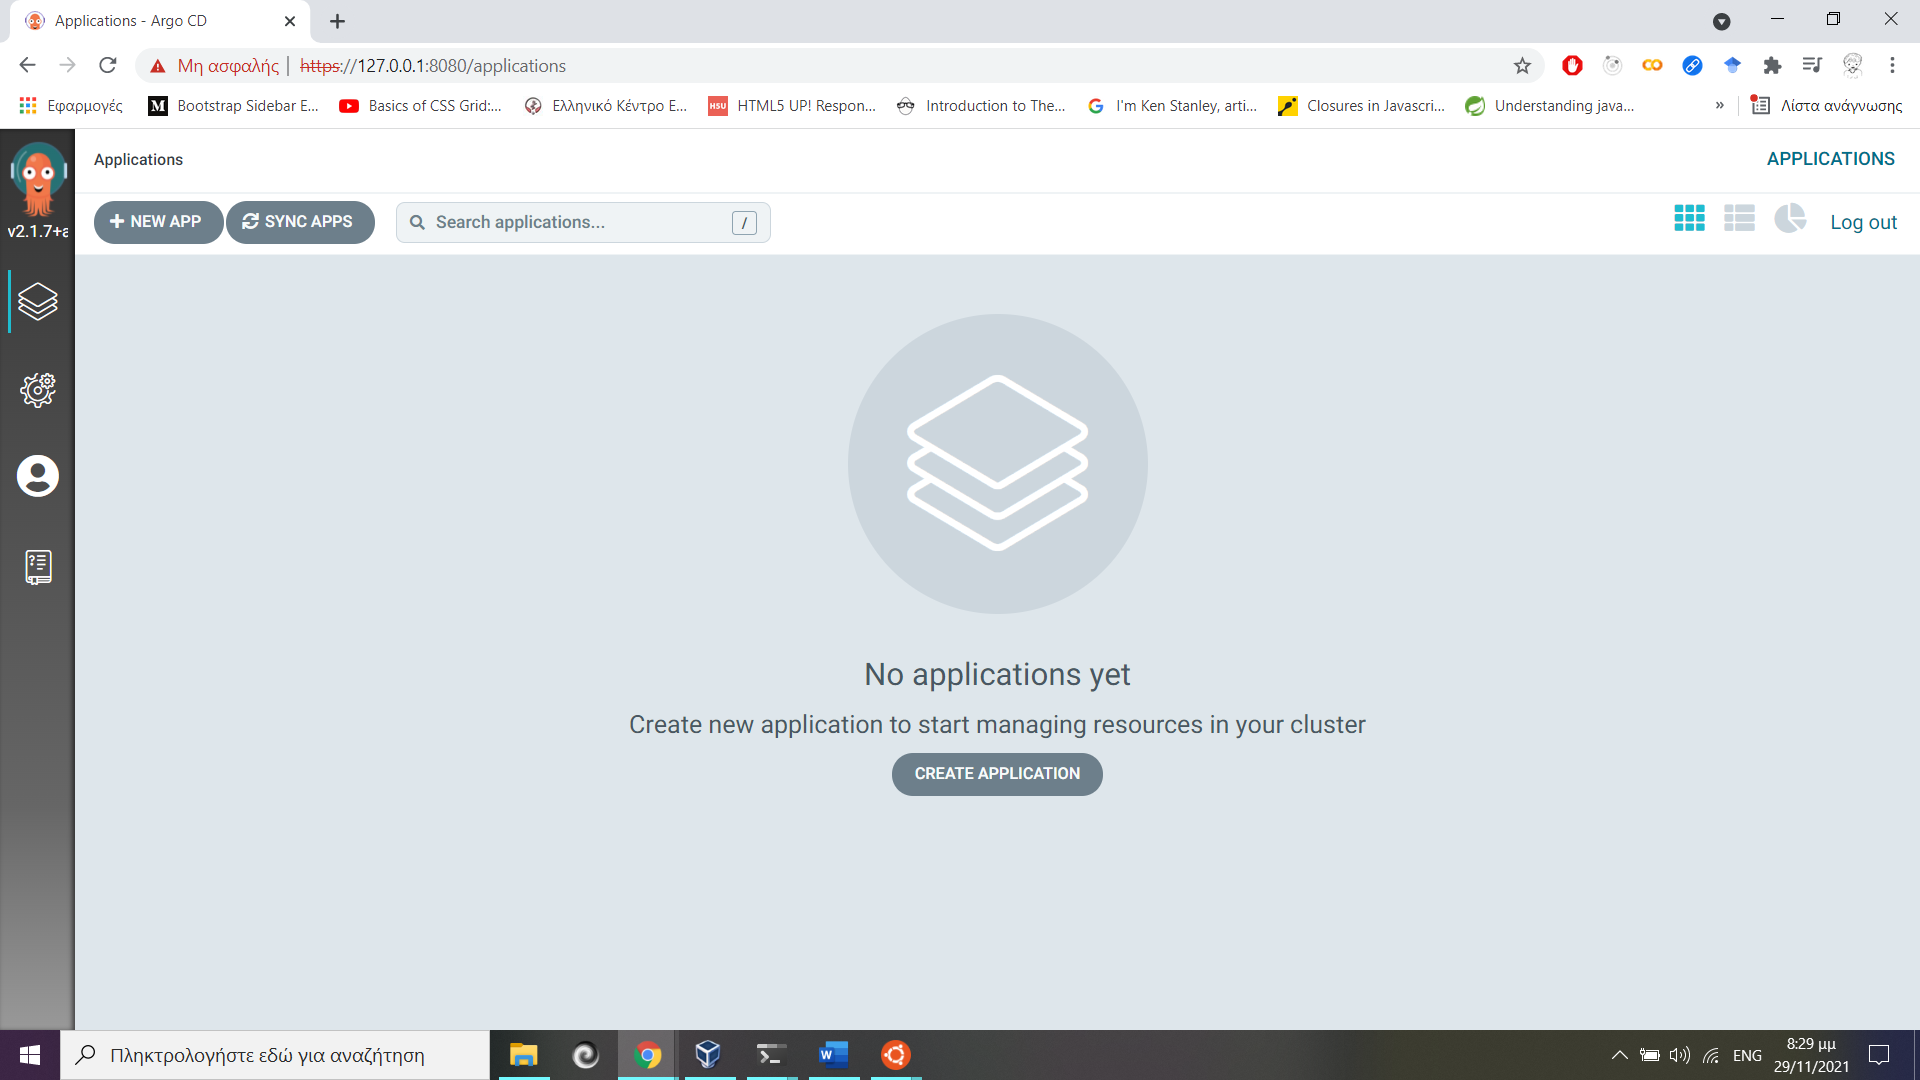 Applications - Argo CD
Μη ασφαλής https://127.0.0.1:8080/applications
Εφαρμογές
M
Bootstrap Sidebar E...
Basics of CSS Grid:...
Ελληνικό Κέντρο Ε...
HSU
HTML5 UP! Respon...
Introduction to The...
G
I'm Ken Stanley, arti...
Closures in Javascri...
Understanding java...
»
Λίστα ανάγνωσης
Applications
APPLICATIONS
v2.1.7+a
NEW APP
SYNC APPS
Search applications...
/
Log out
No applications yet
Create new application to start managing resources in your cluster
CREATE APPLICATION
Πληκτρολογήστε εδώ για αναζήτηση
W
ENG
8:29 μμ
29/11/2021